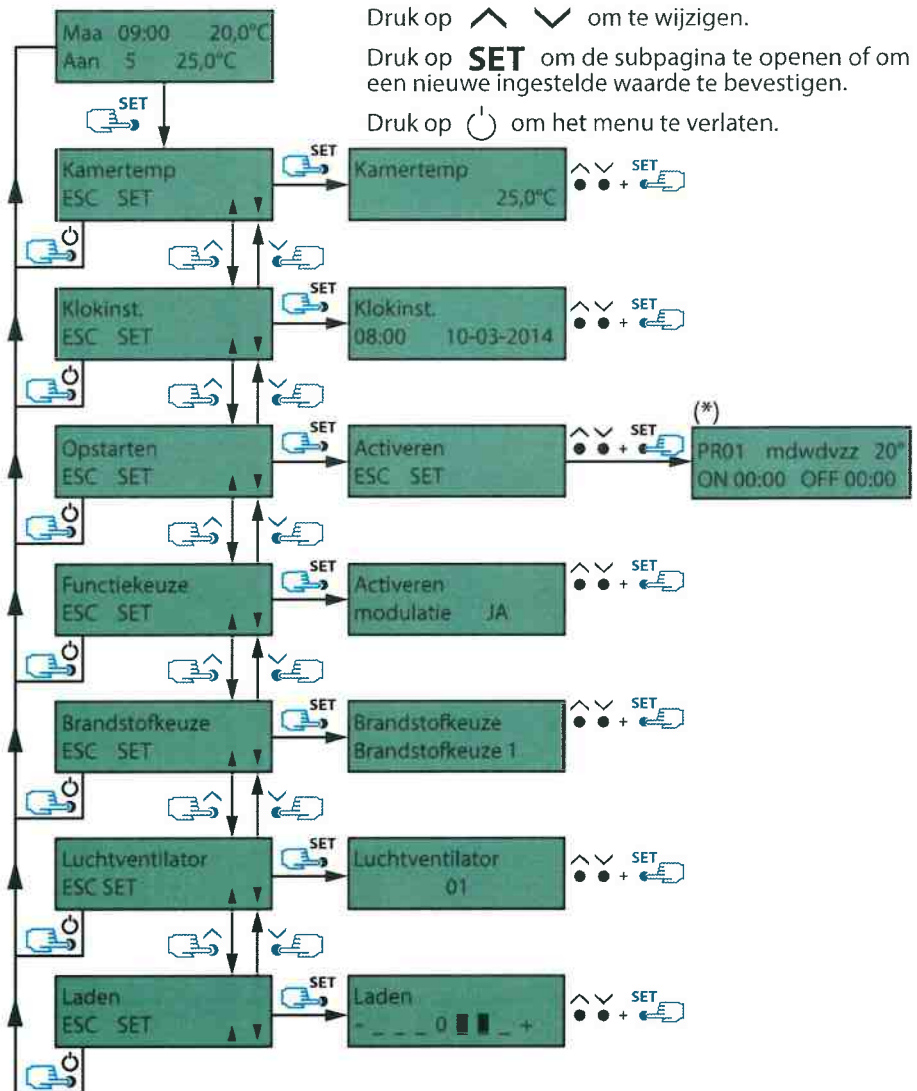 Druk op om te wijzigen.
Druk op SET om de subpagina te openen of om
een nieuwe ingestelde waarde te bevestigen.
Druk op om het menu te verlaten.
Maa 09:00 20,0°C
Aan 5 25,0°C
SET
Kamertemp
ESC SET
SET
Kamertemp
25,0°C
+ SET
Klokinst.
ESC SET
SET
Klokinst.
08:00 10-03-2014
+ SET
Opstarten
ESC SET
SET
Activeren
ESC SET
+ SET
(*)
PR01 mdwdvzz 20°
ON 00:00 OFF 00:00
Functiekeuze
ESC SET
SET
Activeren
modulatie JA
+ SET
Brandstofkeuze
ESC SET
SET
Brandstofkeuze
Brandstofkeuze 1
+ SET
Luchtventilator
ESC SET
SET
Luchtventilator
01
+ SET
Laden
ESC SET
SET
Laden
- _ _ _ 0 █ █ _ +
+ SET